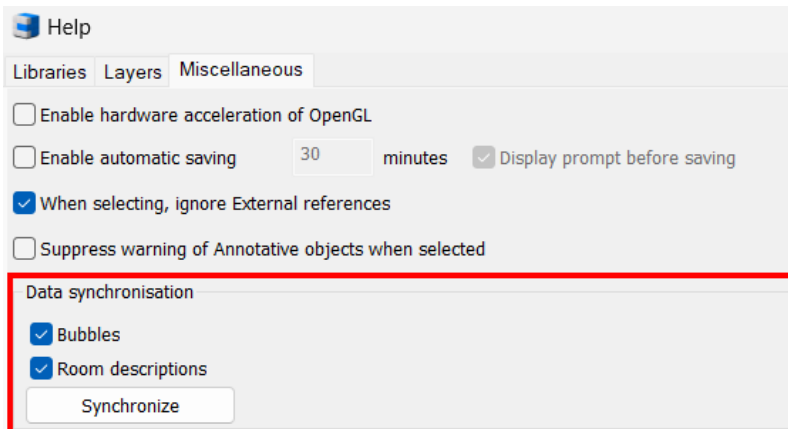 Help
Libraries Layers Miscellaneous
Enable hardware acceleration of OpenGL
Enable automatic saving 30 minutes Display prompt before saving
When selecting, ignore External references
Suppress warning of Annotative objects when selected
Data synchronisation
Bubbles
Room descriptions
Synchronize